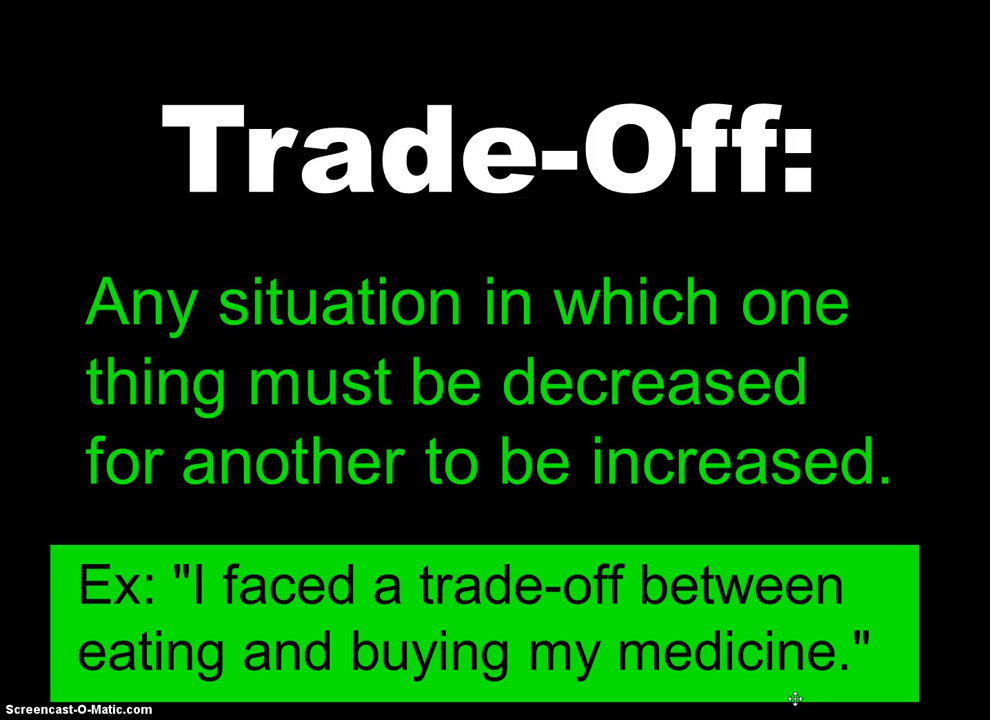 Trade-Off:
Any situation in which one
thing must be decreased
for another to be increased.
Ex: "I faced a trade-off between
eating and buying my medicine."
Screencast-O-Matic.com